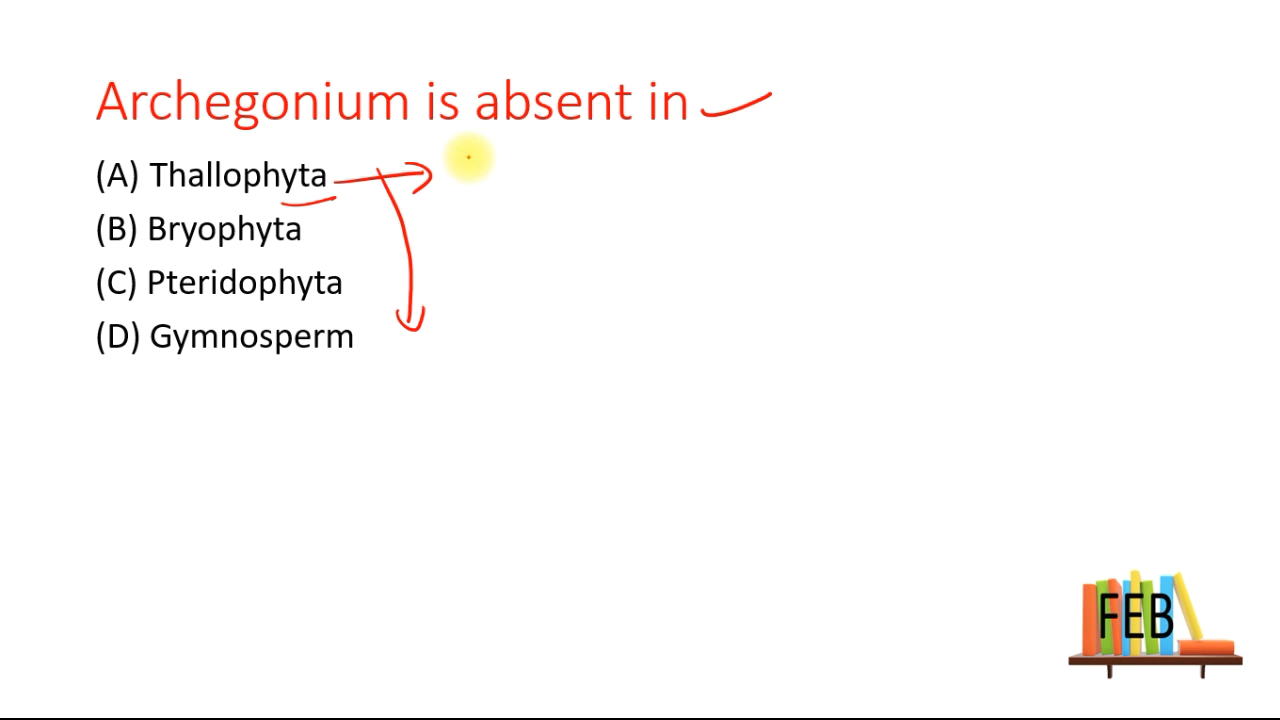 Archegonium is absent in
(A) Thallophyta
(B) Bryophyta
(C) Pteridophyta
(D) Gymnosperm
FEB